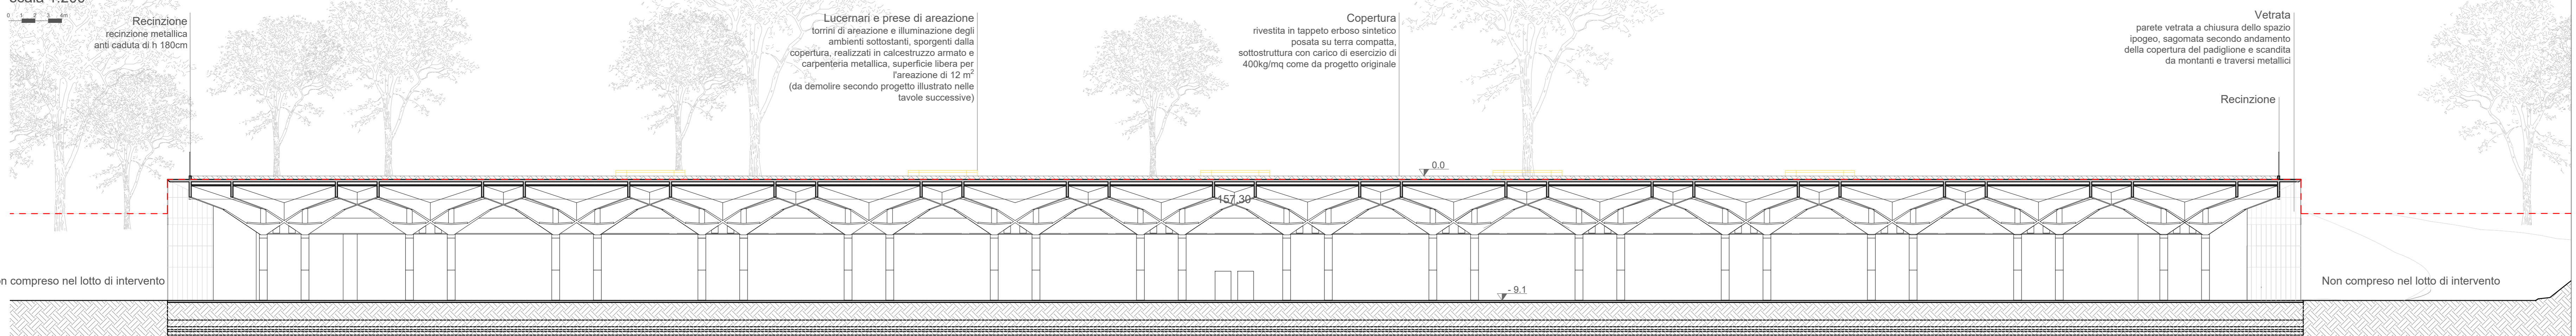 scala 1:200
0 1 2 3 4m
Recinzione
recinzione metallica
anti caduta di h 180cm
Lucernari e prese di areazione
torrini di areazione e illuminazione degli
ambienti sottostanti, sporgenti dalla
copertura, realizzati in calcestruzzo armato e
carpenteria metallica, superficie libera per
l'areazione di 12 m²
(da demolire secondo progetto illustrato nelle
tavole successive)
Copertura
rivestita in tappeto erboso sintetico
posata su terra compatta,
sottostruttura con carico di esercizio di
400kg/mq come da progetto originale
Vetrata
parete vetrata a chiusura dello spazio
ipogeo, sagomata secondo andamento
della copertura del padiglione e scandita
da montanti e traversi metallici
Recinzione
0.0
157,30
- 9.1
n compreso nel lotto di intervento
Non compreso nel lotto di intervento